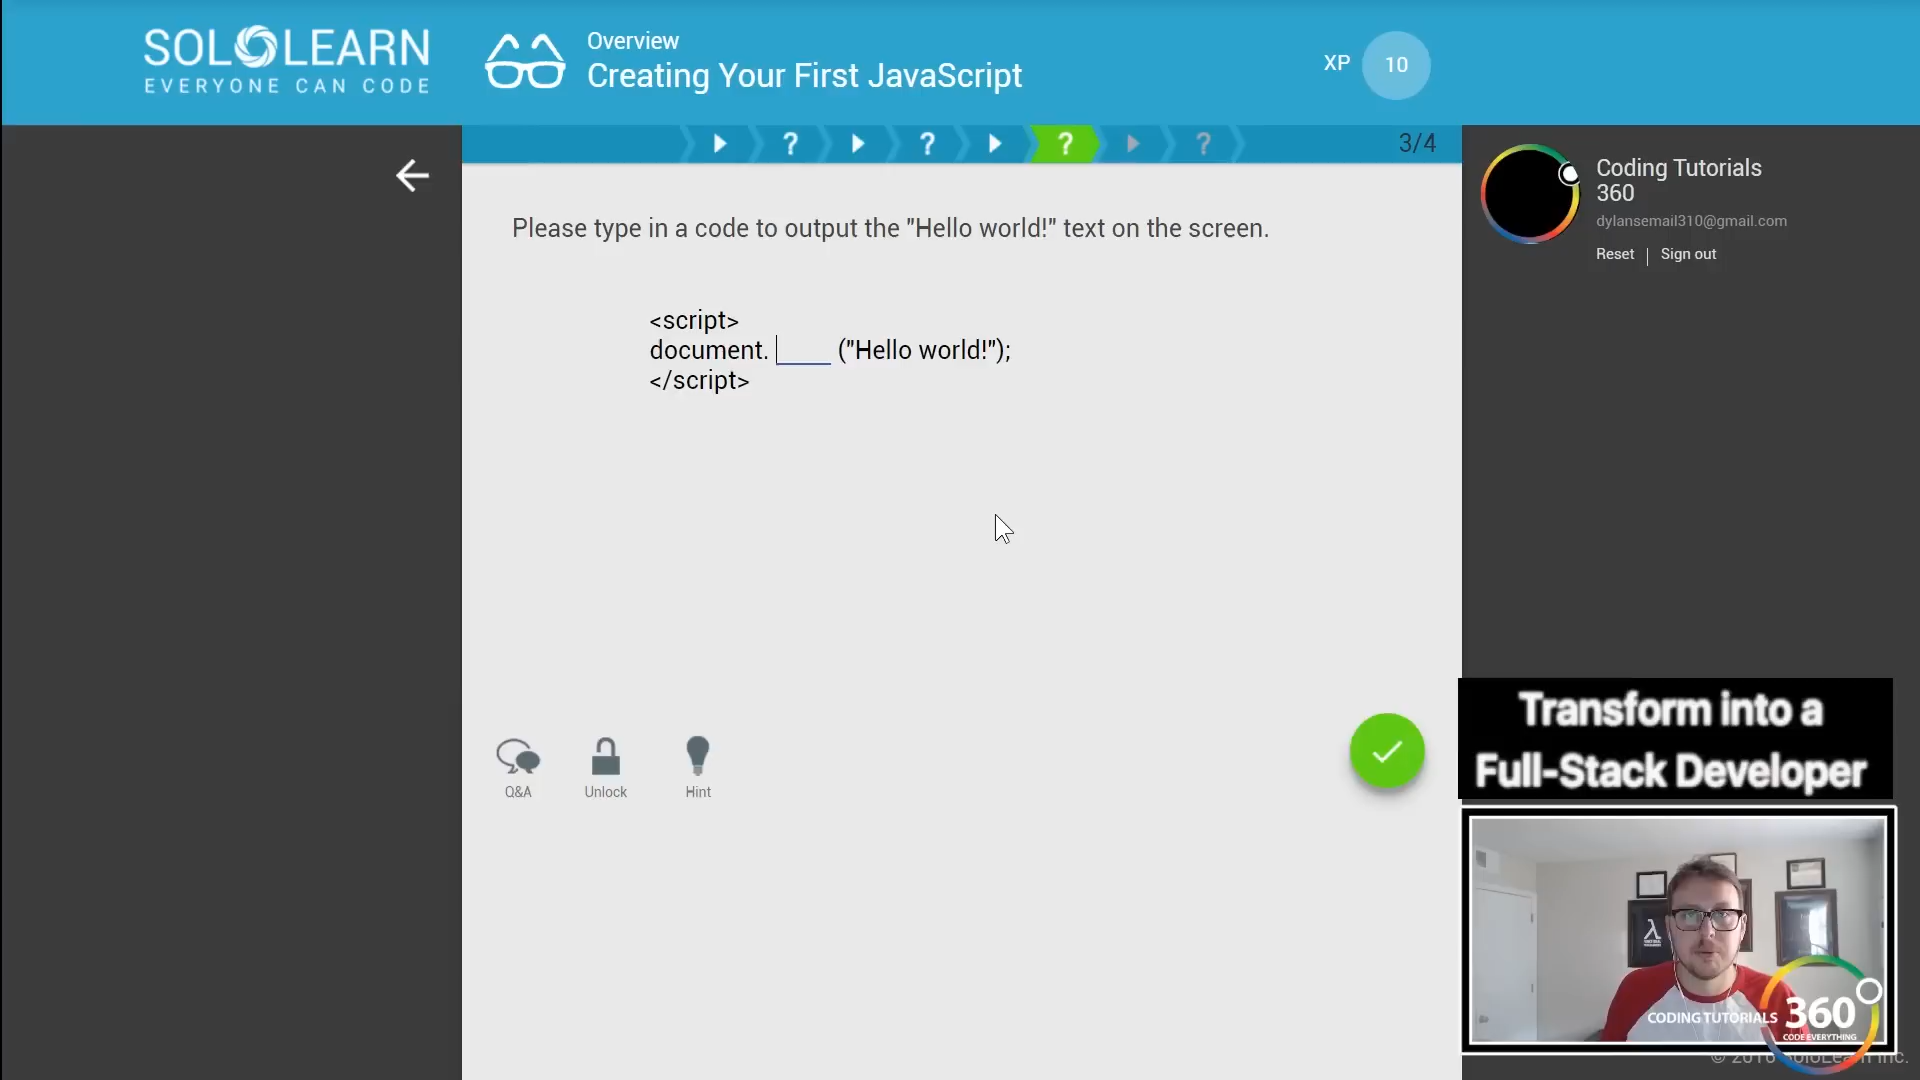 SOLOLEARN
EVERYONE CAN CODE
Overview
Creating Your First JavaScript
XP 10
? ? ? ? 3/4
Please type in a code to output the "Hello world!" text on the screen.
<script>
document. ____ ("Hello world!");
</script>
Q&A
Unlock
Hint
Coding Tutorials
360
dylansemail310@gmail.com
Reset | Sign out
Transform into a
Full-Stack Developer
λ
CODING TUTORIALS 360
CODE EVERYTHING